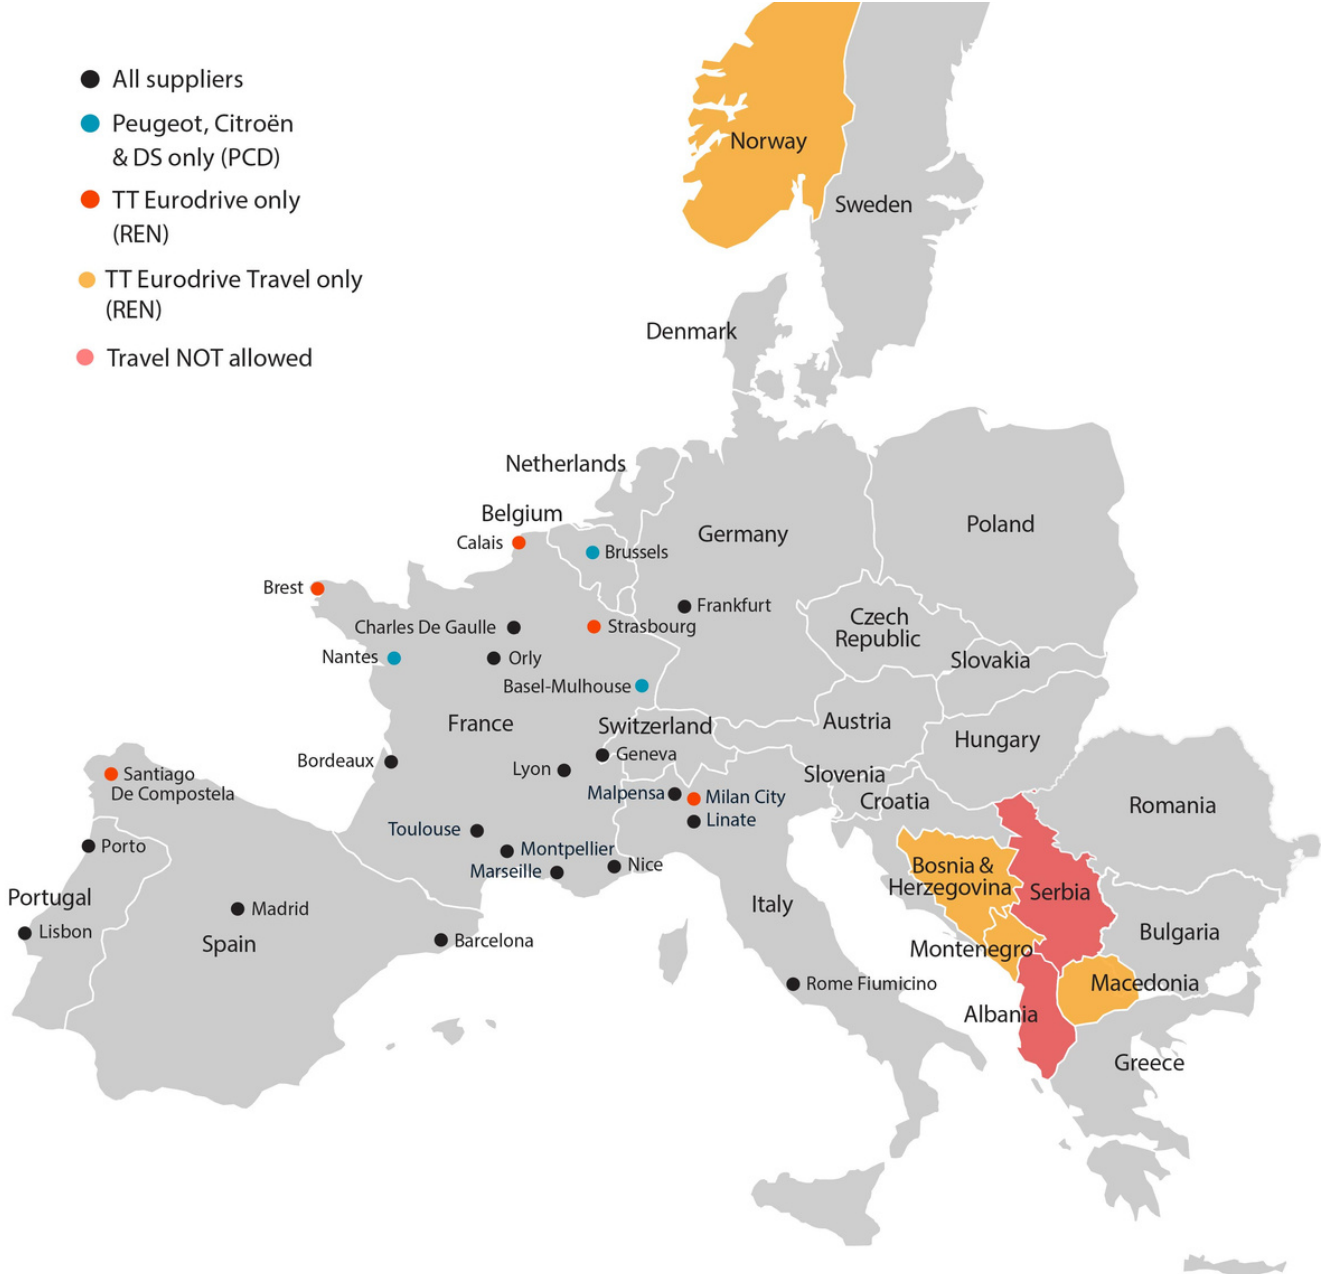 All suppliers
Peugeot, Citroën
& DS only (PCD)
TT Eurodrive only
(REN)
TT Eurodrive Travel only
(REN)
Travel NOT allowed
Norway
Sweden
Denmark
Netherlands
Belgium
Calais
Brussels
Germany
Poland
Brest
Frankfurt
Charles De Gaulle
Strasbourg
Czech
Republic
Nantes
Orly
Slovakia
Basel-Mulhouse
France
Switzerland
Austria
Hungary
Bordeaux
Geneva
Lyon
Slovenia
Santiago
De Compostela
Malpensa
Milan City
Croatia
Romania
Linate
Toulouse
Porto
Montpellier
Marseille
Nice
Bosnia &
Herzegovina
Serbia
Portugal
Madrid
Italy
Lisbon
Spain
Barcelona
Bulgaria
Montenegro
Rome Fiumicino
Macedonia
Albania
Greece